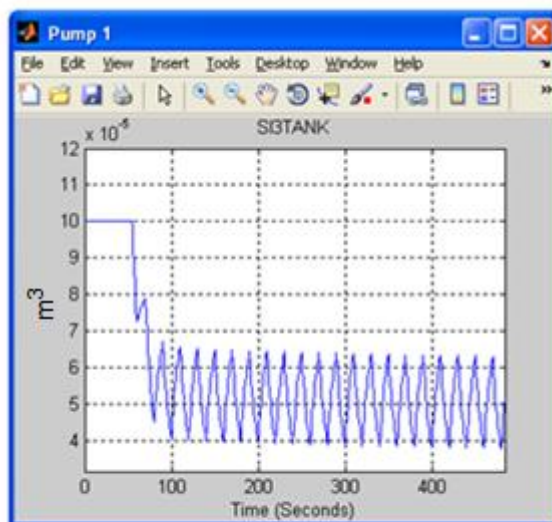 Pump 1
File Edit View Insert Tools Desktop Window Help
x 10⁻⁵
SI3TANK
12
11
10
9
8
7
6
5
4
m³
0 100 200 300 400
Time (Seconds)